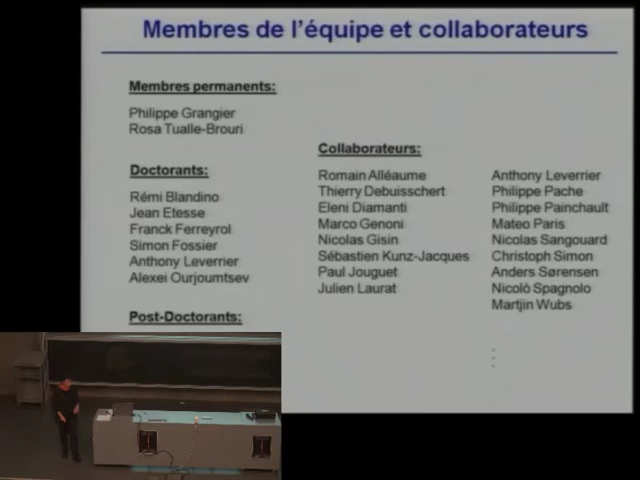 Membres de l'équipe et collaborateurs
Membres permanents:
Philippe Grangier
Rosa Tualle-Brouri
Doctorants:
Rémi Blandino
Jean Etesse
Franck Ferreyrol
Simon Fossier
Anthony Leverrier
Alexei Ourjoumtsev
Post-Doctorants:
Collaborateurs:
Romain Alléaume
Thierry Debuisschert
Eleni Diamanti
Marco Genoni
Nicolas Gisin
Sébastien Kunz-Jacques
Paul Jouguet
Julien Laurat
Anthony Leverrier
Philippe Pache
Philippe Painchault
Mateo Paris
Nicolas Sangouard
Christoph Simon
Anders Sørensen
Nicolò Spagnolo
Martjin Wubs